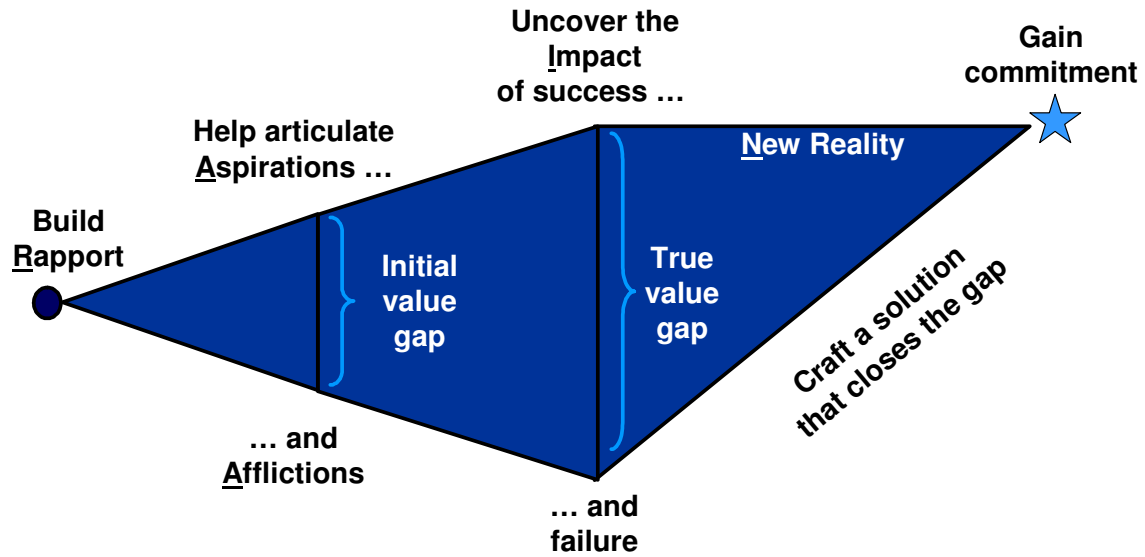 Build
Rapport
Help articulate
Aspirations …
… and
Afflictions
Initial
value
gap
Uncover the
Impact
of success …
… and
failure
True
value
gap
New Reality
Craft a solution
that closes the gap
Gain
commitment